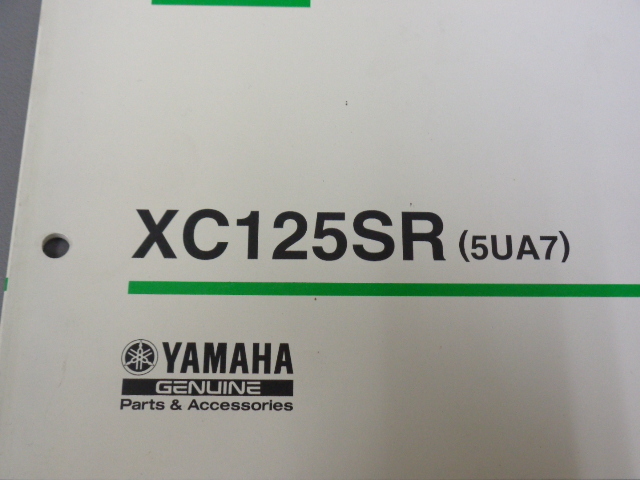 XC125SR (5UA7)
YAMAHA
GENUINE
Parts & Accessories